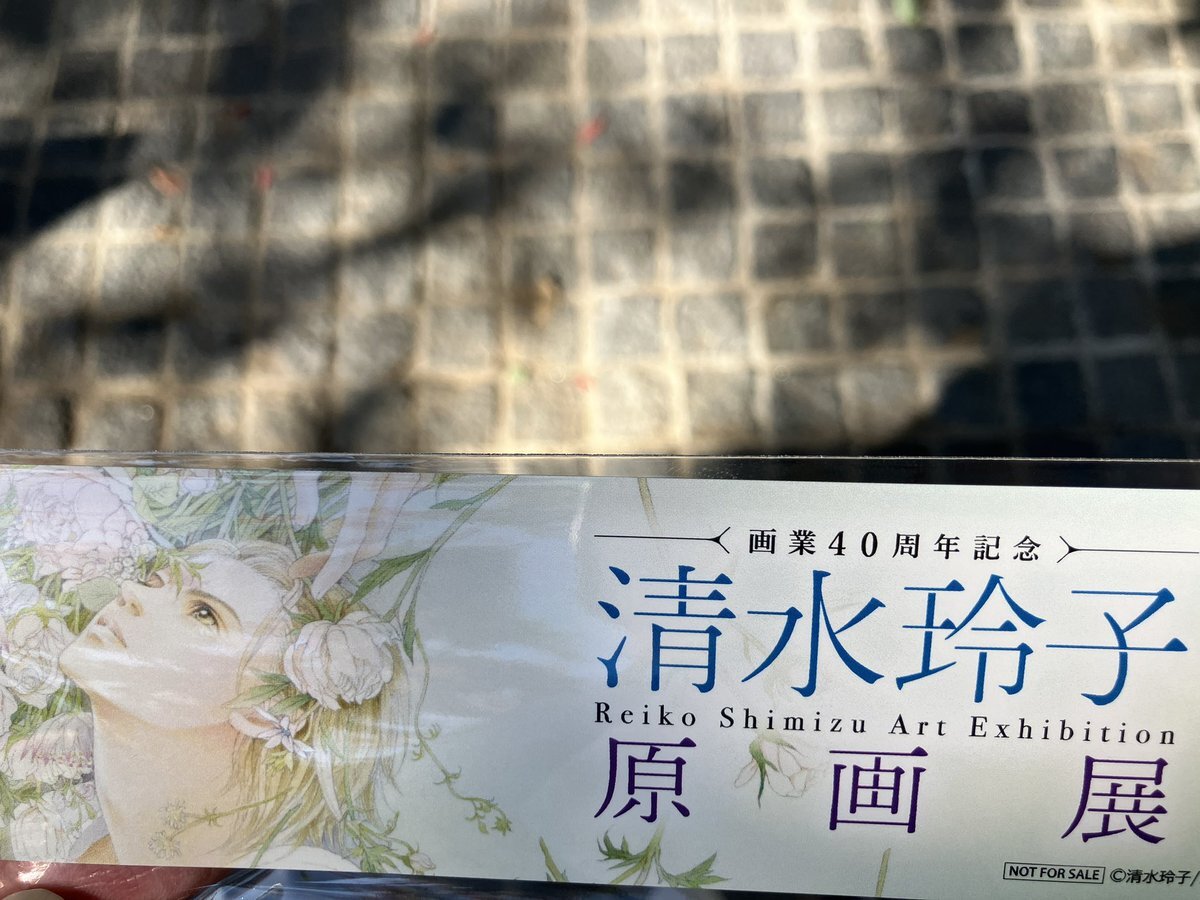 画業40周年記念
清水玲子
Reiko Shimizu Art Exhibition
原画展
NOT FOR SALE ©清水玲子/